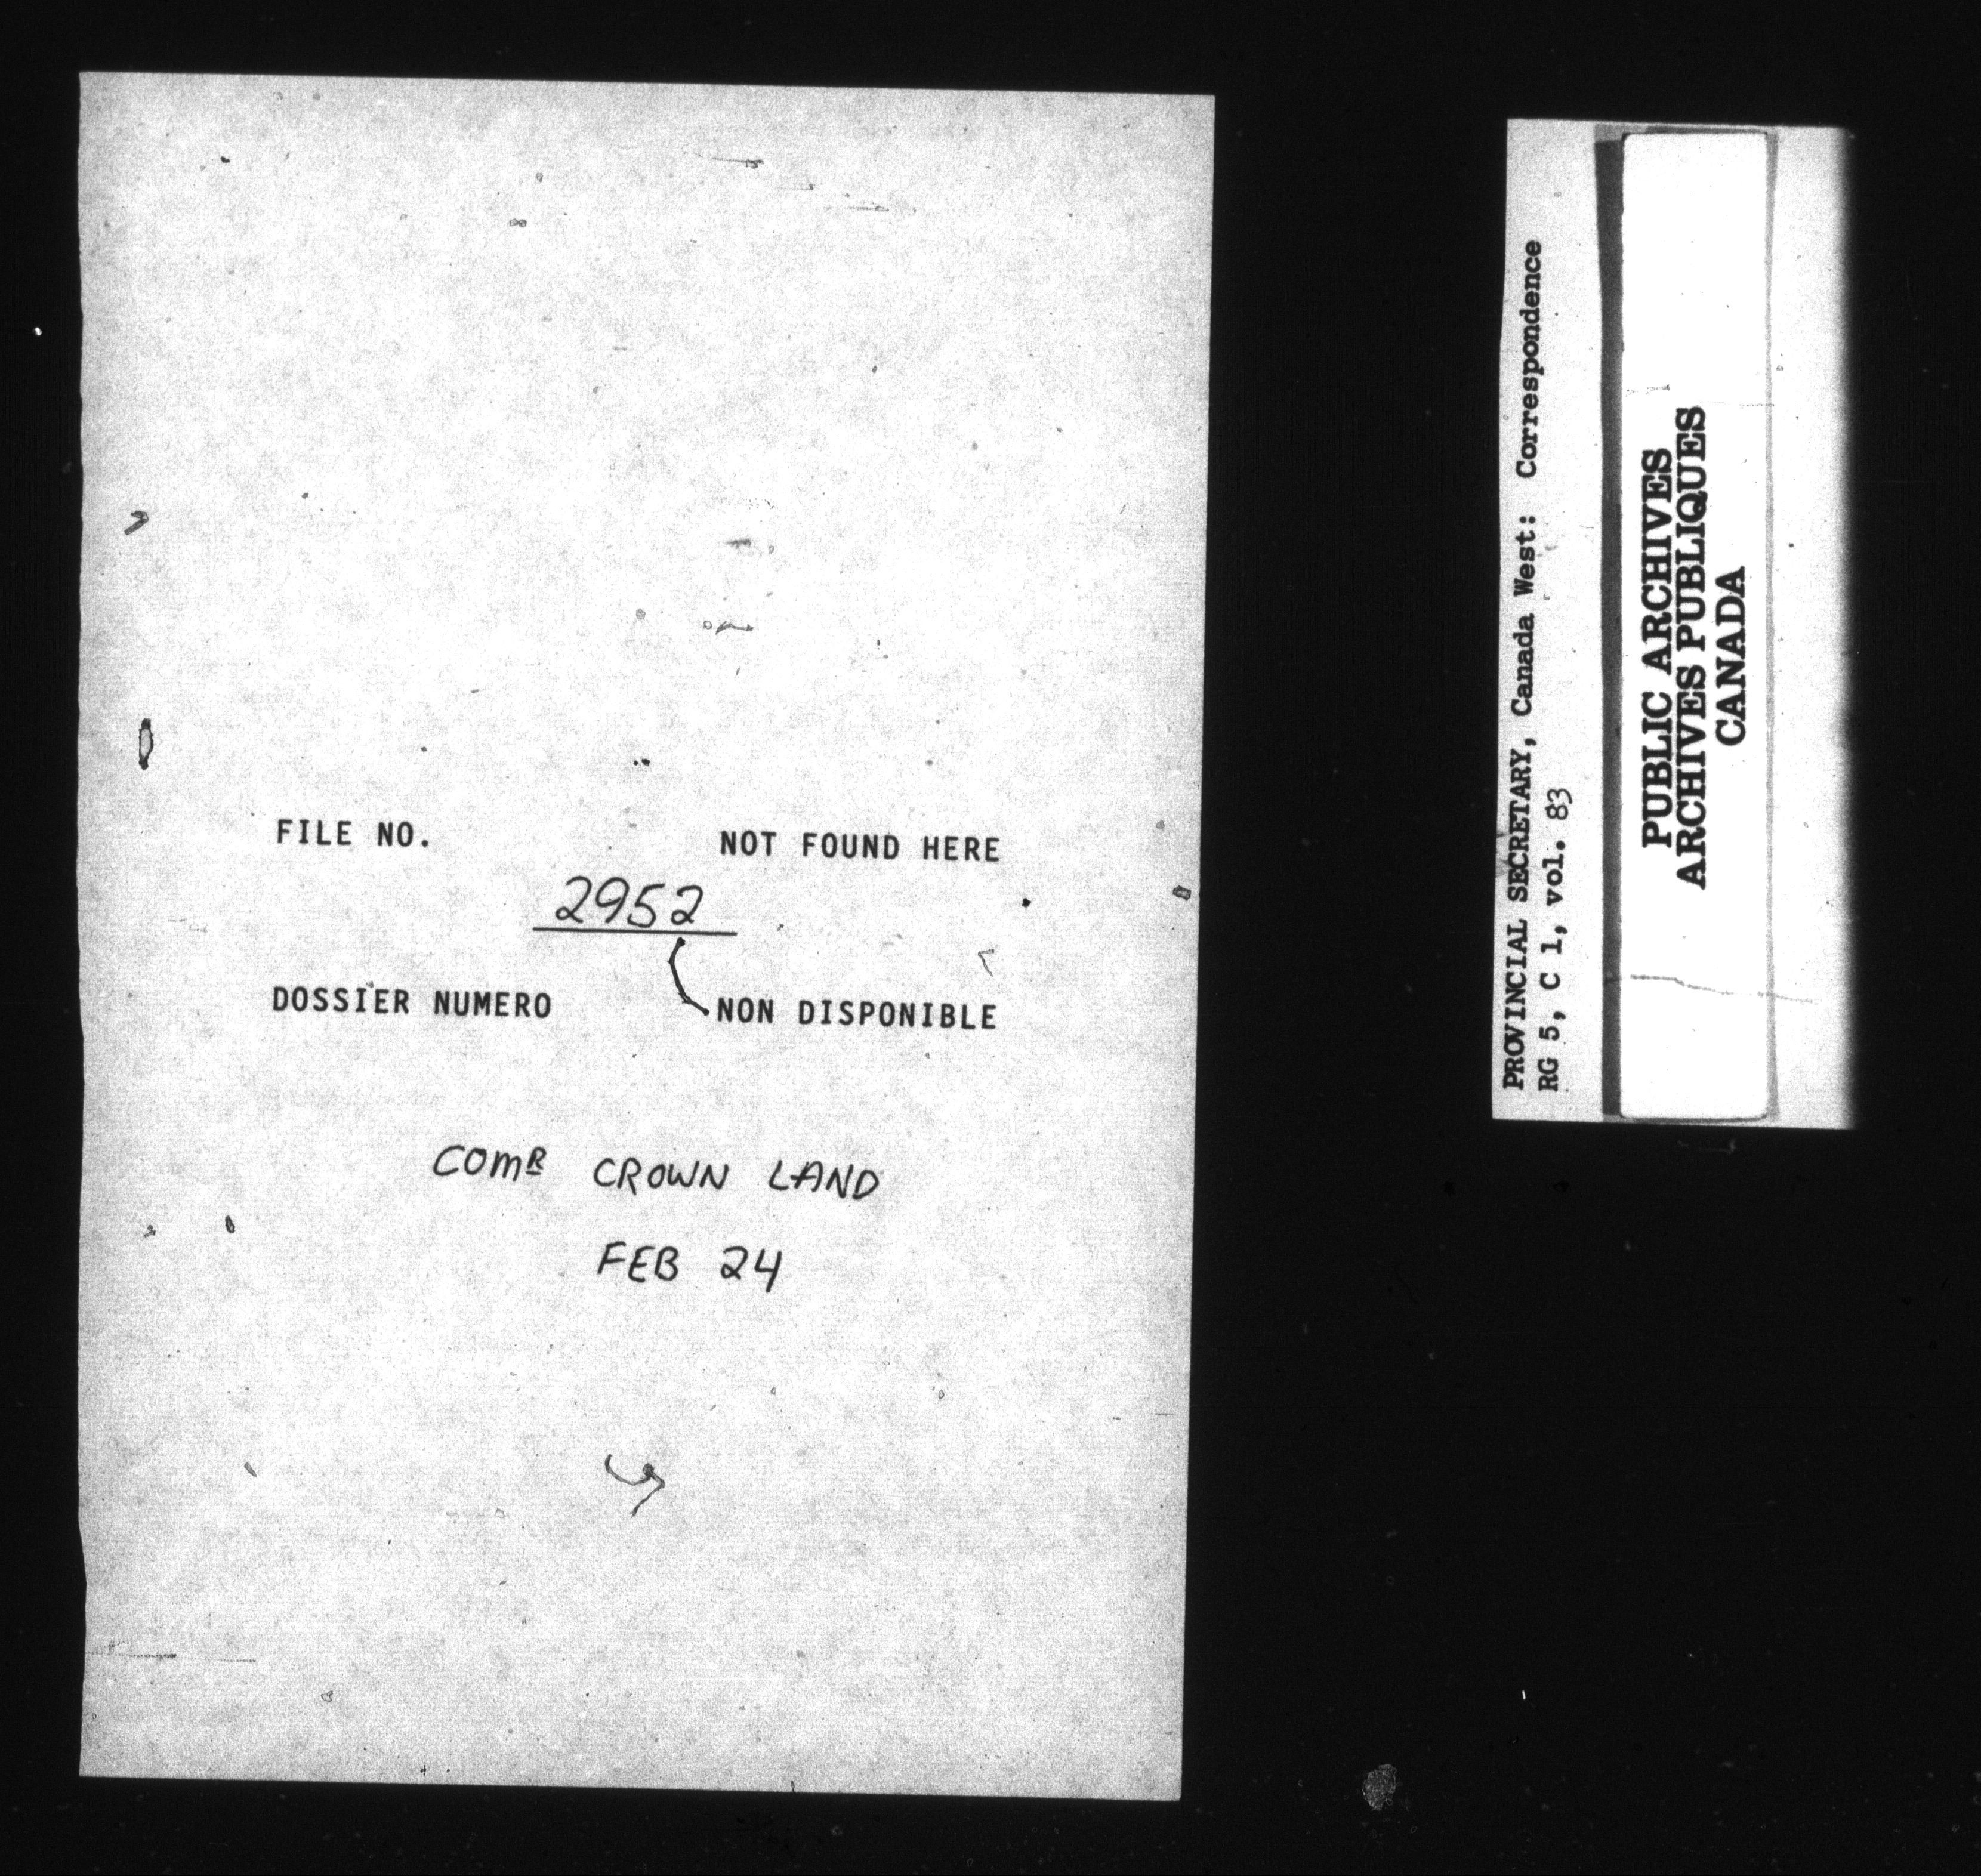 FILE NO. NOT FOUND HERE
2952
DOSSIER NUMERO NON DISPONIBLE
COMR CROWN LAND
FEB 24
PROVINCIAL SECRETARY, Canada West: Correspondence
RG 5, C 1, vol. 83
PUBLIC ARCHIVES
ARCHIVES PUBLIQUES
CANADA